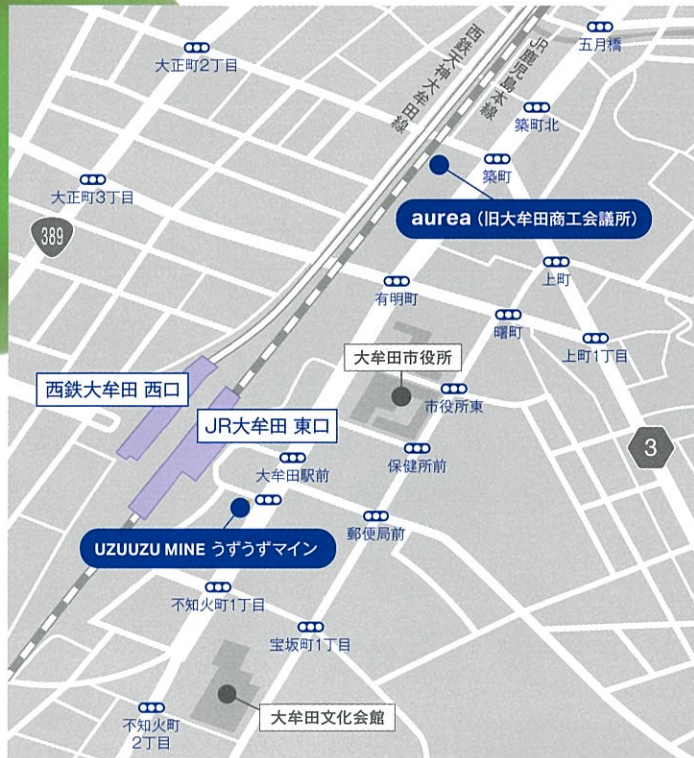 五月橋
大正町2丁目
西鉄天神大牟田線
JR鹿児島本線
築町北
築町
大正町3丁目
aurea (旧大牟田商工会議所)
389
上町
有明町
曙町
上町1丁目
大牟田市役所
西鉄大牟田 西口
市役所東
JR大牟田 東口
3
保健所前
大牟田駅前
郵便局前
UZUUZU MINE うずうずマイン
不知火町1丁目
宝坂町1丁目
大牟田文化会館
不知火町
2丁目